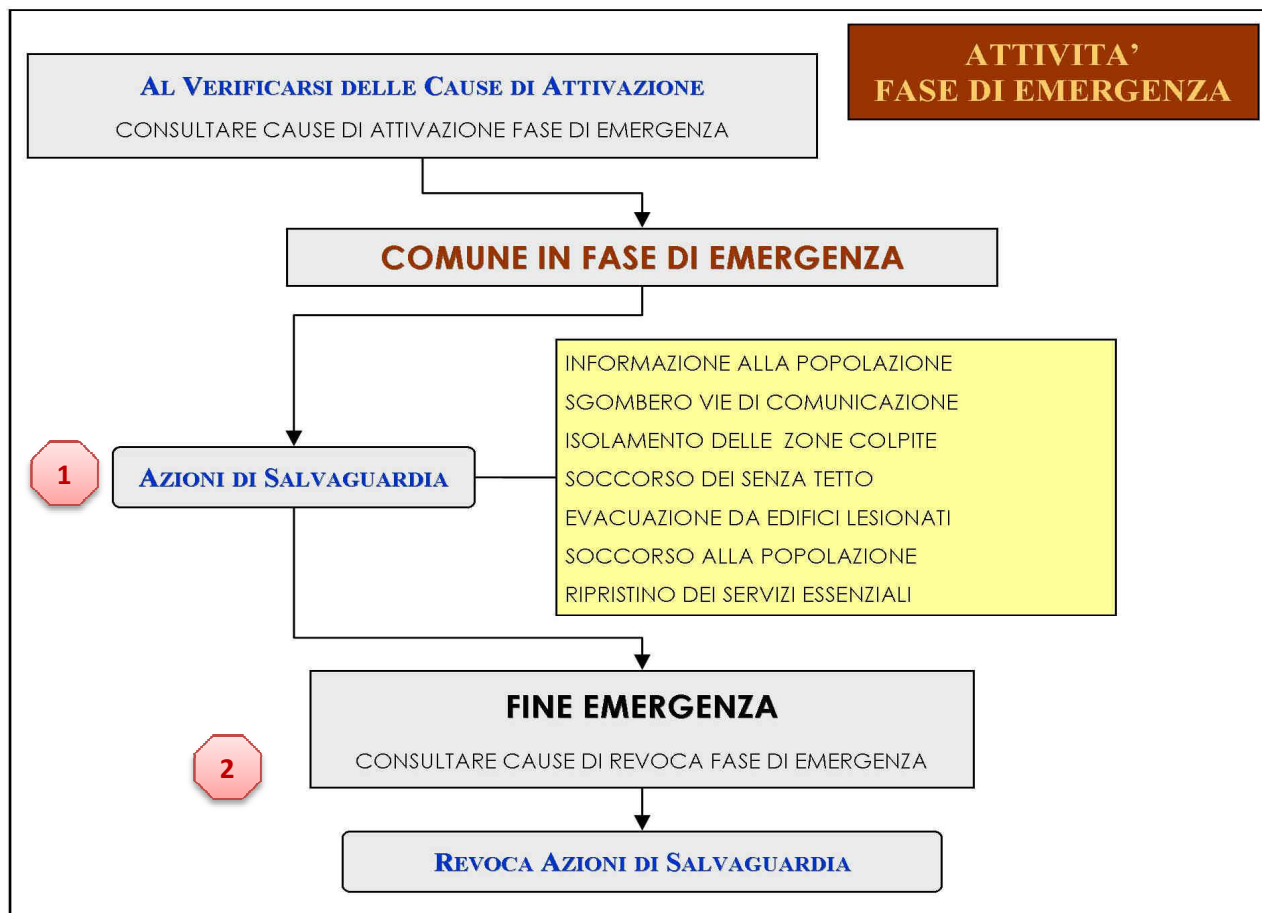 ATTIVITA’
FASE DI EMERGENZA
AL VERIFICARSI DELLE CAUSE DI ATTIVAZIONE
CONSULTARE CAUSE DI ATTIVAZIONE FASE DI EMERGENZA
COMUNE IN FASE DI EMERGENZA
1
AZIONI DI SALVAGUARDIA
INFORMAZIONE ALLA POPOLAZIONE
SGOMBERO VIE DI COMUNICAZIONE
ISOLAMENTO DELLE ZONE COLPITE
SOCCORSO DEI SENZA TETTO
EVACUAZIONE DA EDIFICI LESIONATI
SOCCORSO ALLA POPOLAZIONE
RIPRISTINO DEI SERVIZI ESSENZIALI
2
FINE EMERGENZA
CONSULTARE CAUSE DI REVOCA FASE DI EMERGENZA
REVOCA AZIONI DI SALVAGUARDIA